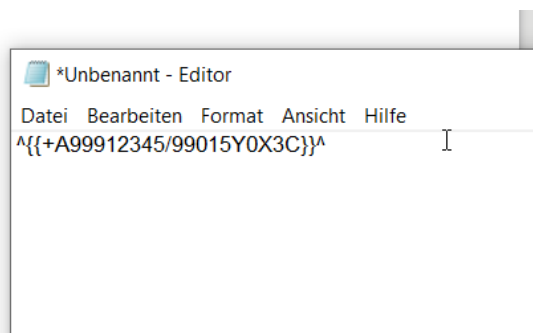 *Unbenannt - Editor
Datei Bearbeiten Format Ansicht Hilfe
^{{+A99912345/99015Y0X3C}}^